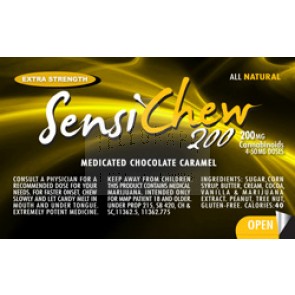 EXTRA STRENGTH
ALL NATURAL
SensiChew
200
200MG
Cannabinoids
MEDICATED CHOCOLATE CARAMEL
CONSULT A PHYSICIAN FOR A
RECOMMENDED DOSE FOR YOUR
NEEDS. FOR FASTER ONSET, CHEW
SLOWLY AND LET CANDY MELT IN
MOUTH AND UNDER TONGUE.
EXTREMELY POTENT MEDICINE.
KEEP AWAY FROM CHILDREN.
THIS PRODUCT CONTAINS MEDICAL
MARIJUANA. INTENDED ONLY
FOR MMP PATIENT 18 AND OLDER.
UNDER PROP 215, SB 420, CH &
SC,11362.5, 11362.775
INGREDIENTS: SUGAR,CORN
SYRUP, BUTTER, CREAM, COCOA,
VANILLA & MARIJUANA
EXTRACT. PEANUT, TREE NUT,
GLUTEN-FREE. CALORIES:40
OPEN